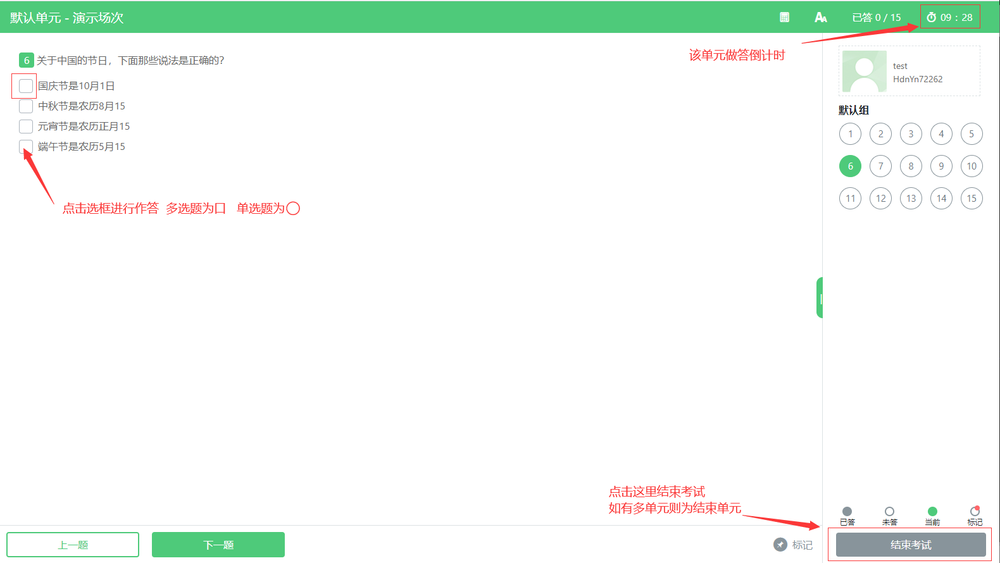 默认单元 - 演示场次
已答 0 / 15
09 : 28
该单元做答倒计时
6 关于中国的节日，下面那些说法是正确的?
国庆节是10月1日
中秋节是农历8月15
元宵节是农历正月15
端午节是农历5月15
点击选框进行作答 多选题为口 单选题为〇
test
HdnYn72262
默认组
1 2 3 4 5
6 7 8 9 10
11 12 13 14 15
点击这里结束考试
如有多单元则为结束单元
已答 未答 当前 标记
上一题 下一题 标记 结束考试